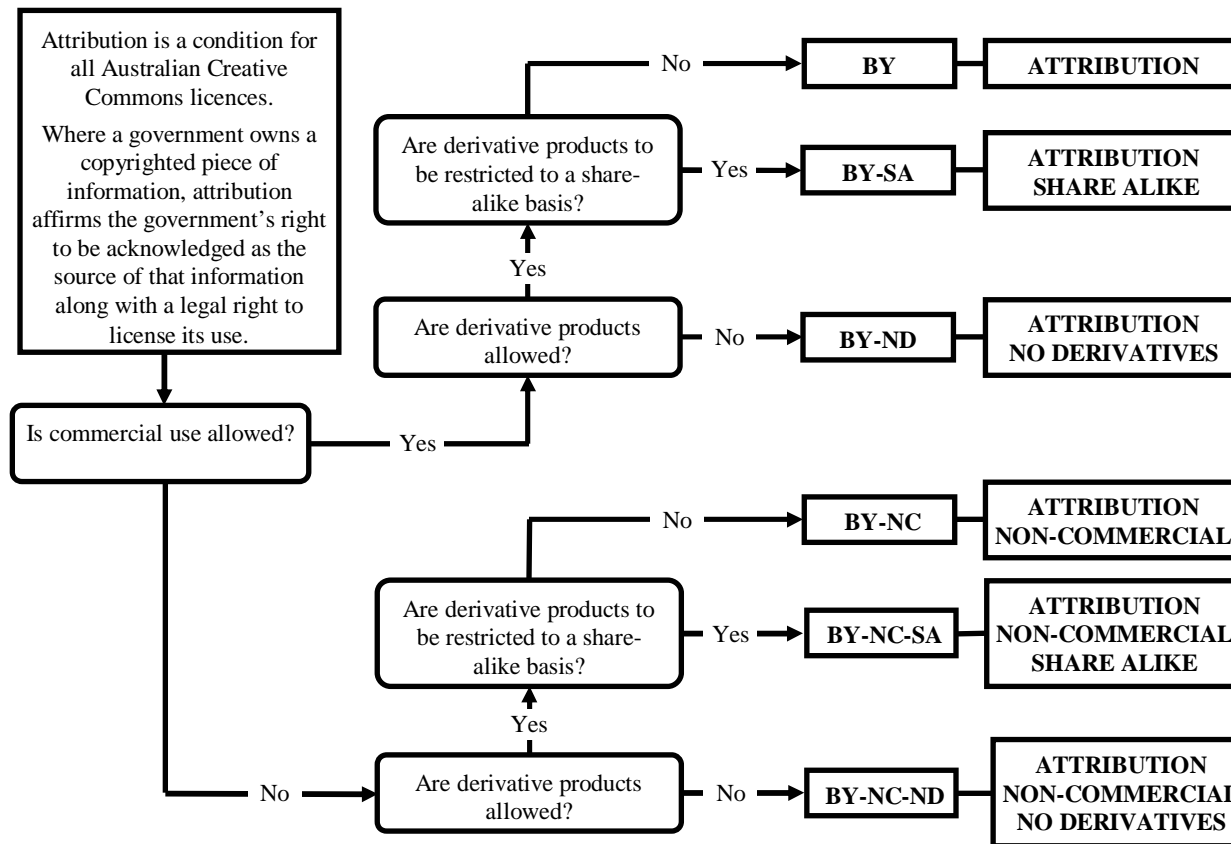 Attribution is a condition for
all Australian Creative
Commons licences.
Where a government owns a
copyrighted piece of
information, attribution
affirms the government's right
to be acknowledged as the
source of that information
along with a legal right to
license its use.
No
BY
ATTRIBUTION
Are derivative products to
be restricted to a share-
alike basis?
Yes
BY-SA
ATTRIBUTION
SHARE ALIKE
Yes
Are derivative products
allowed?
No
BY-ND
ATTRIBUTION
NO DERIVATIVES
Is commercial use allowed?
Yes
No
BY-NC
ATTRIBUTION
NON-COMMERCIAL
Are derivative products to
be restricted to a share-
alike basis?
Yes
BY-NC-SA
ATTRIBUTION
NON-COMMERCIAL
SHARE ALIKE
Yes
No
Are derivative products
allowed?
No
BY-NC-ND
ATTRIBUTION
NON-COMMERCIAL
NO DERIVATIVES